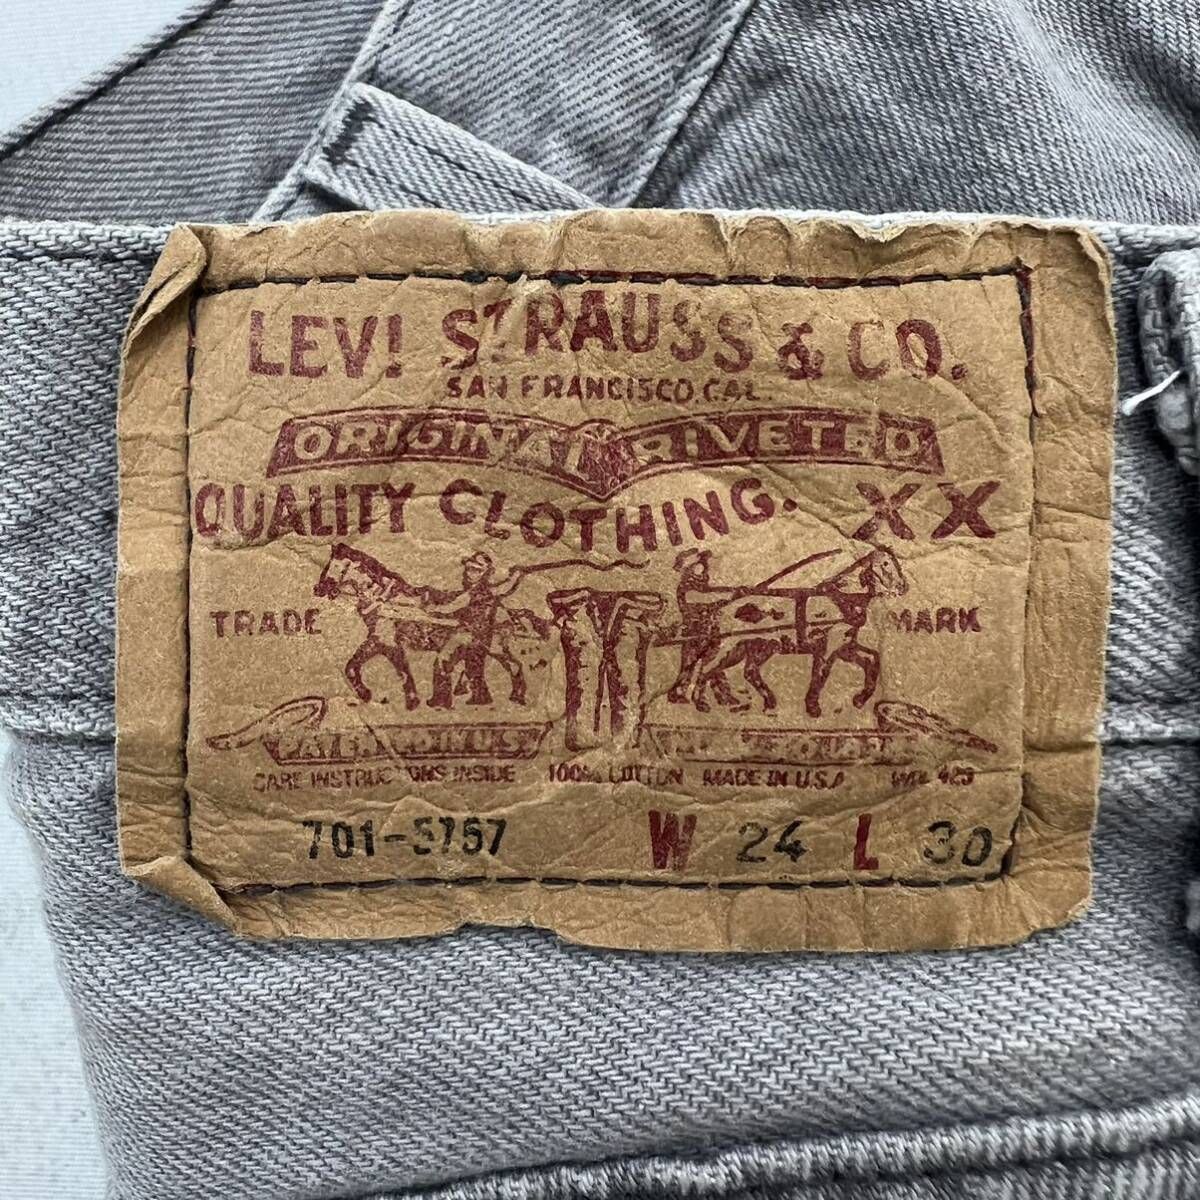 LEVI STRAUSS & CO.
SAN FRANCISCO, CAL.
ORIGINAL RIVETED
QUALITY CLOTHING. XX
TRADE MARK
CARE INSTRUCTIONS INSIDE 100% COTTON MADE IN U.S.A
701-5757 W 24 L 30